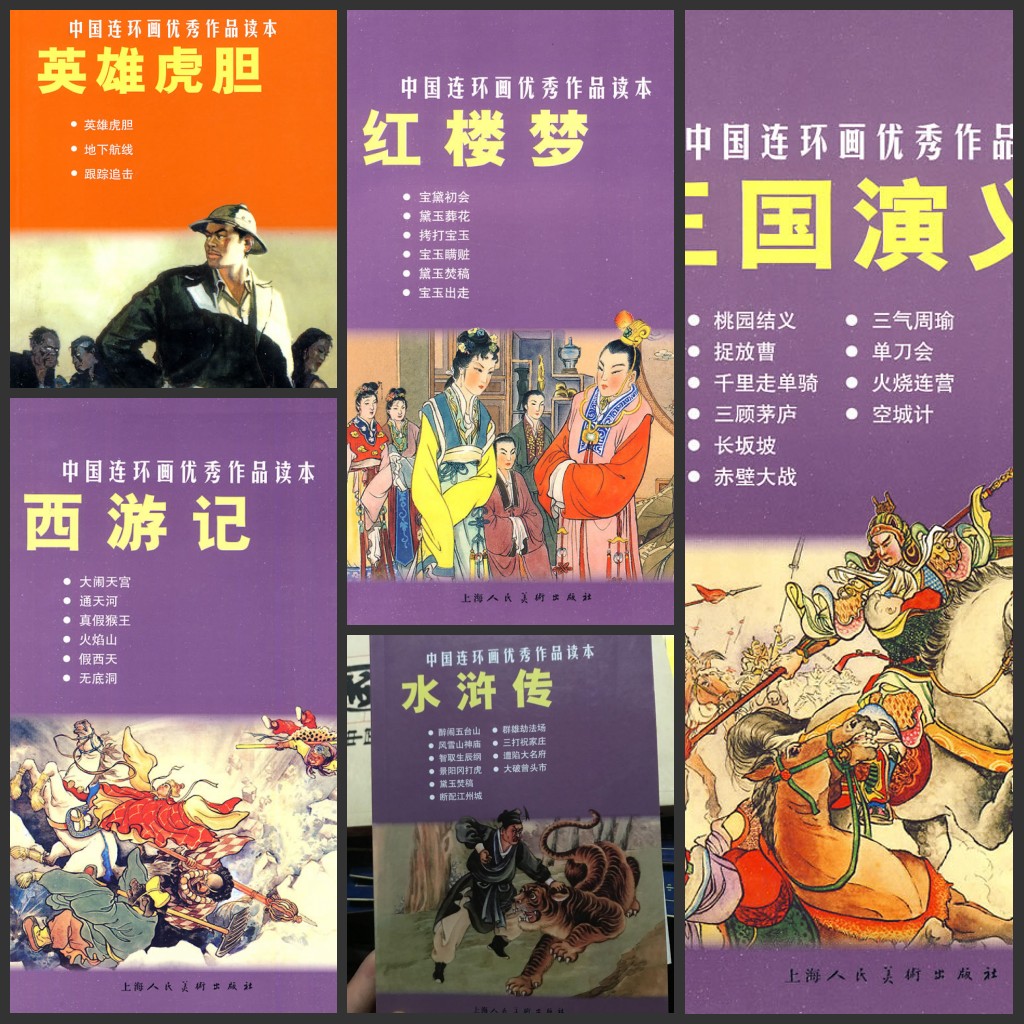 中国连环画优秀作品读本
英雄虎胆
英雄虎胆
地下航线
跟踪追击
中国连环画优秀作品读本
红楼梦
宝黛初会
黛玉葬花
拷打宝玉
宝玉瞒赃
黛玉焚稿
宝玉出走
上海人民美術出版社
中国连环画优秀作品
三国演义
桃园结义
捉放曹
千里走单骑
三顾茅庐
长坂坡
赤壁大战
三气周瑜
单刀会
火烧连营
空城计
上海人民美術出版社
中国连环画优秀作品读本
西游记
大闹天宫
通天河
真假猴王
火焰山
假西天
无底洞
上海人民美術出版社
中国连环画优秀作品读本
水浒传
醉闹五台山
风雪山神庙
智取生辰纲
景阳冈打虎
黛玉焚稿
断配江州城
群雄劫法场
三打祝家庄
遭陷大名府
大破曾头市
上海人民美術出版社